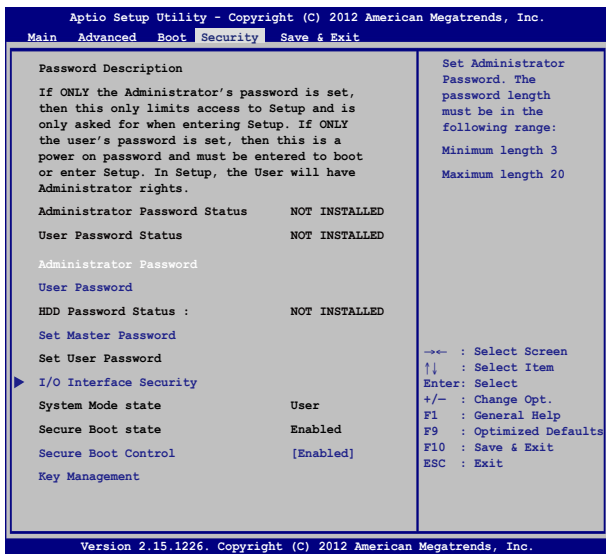 Aptio Setup Utility - Copyright (C) 2012 American Megatrends, Inc.
Main Advanced Boot Security Save & Exit
Password Description
If ONLY the Administrator's password is set,
then this only limits access to Setup and is
only asked for when entering Setup. If ONLY
the user's password is set, then this is a
power on password and must be entered to boot
or enter Setup. In Setup, the User will have
Administrator rights.
Administrator Password Status NOT INSTALLED
User Password Status NOT INSTALLED
Administrator Password
User Password
HDD Password Status : NOT INSTALLED
Set Master Password
Set User Password
I/O Interface Security
System Mode state User
Secure Boot state Enabled
Secure Boot Control [Enabled]
Key Management
Set Administrator
Password. The
password length
must be in the
following range:
Minimum length 3
Maximum length 20
→← : Select Screen
↑↓ : Select Item
Enter: Select
+/— : Change Opt.
F1 : General Help
F9 : Optimized Defaults
F10 : Save & Exit
ESC : Exit
Version 2.15.1226. Copyright (C) 2012 American Megatrends, Inc.